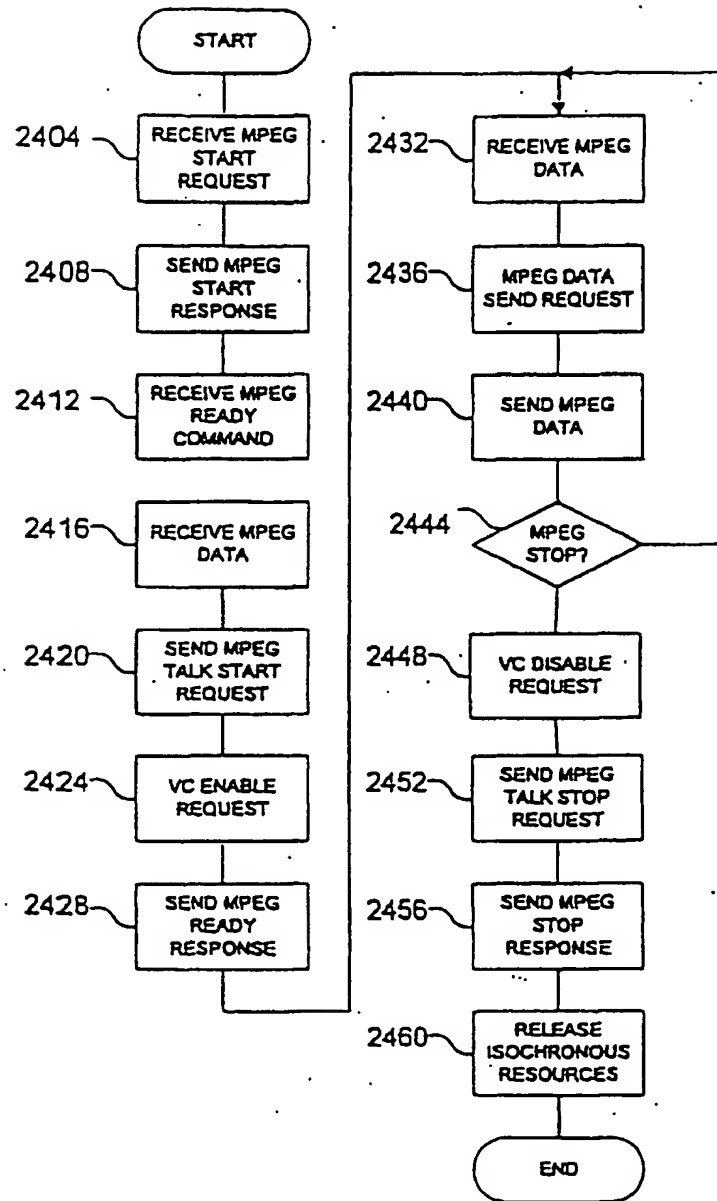 START
2404
RECEIVE MPEG
START
REQUEST
2408
SEND MPEG
START
RESPONSE
2412
RECEIVE MPEG
READY
COMMAND
2416
RECEIVE MPEG
DATA
2420
SEND MPEG
TALK START
REQUEST
2424
VC ENABLE
REQUEST
2428
SEND MPEG
READY
RESPONSE
2432
RECEIVE MPEG
DATA
2436
MPEG DATA
SEND REQUEST
2440
SEND MPEG
DATA
2444
MPEG
STOP?
2448
VC DISABLE
REQUEST
2452
SEND MPEG
TALK STOP
REQUEST
2456
SEND MPEG
STOP
RESPONSE
2460
RELEASE
ISOCHRONOUS
RESOURCES
END